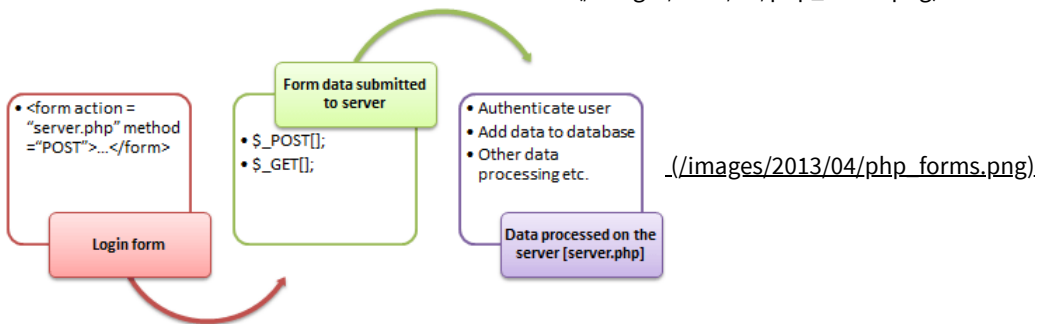 • <form action =
“server.php” method
=“POST”>...</form>
Login form
Form data submitted
to server
• $_POST[];
• $_GET[];
• Authenticate user
• Add data to database
• Other data
processing etc.
Data processed on the
server [server.php]
(/images/2013/04/php_forms.png)